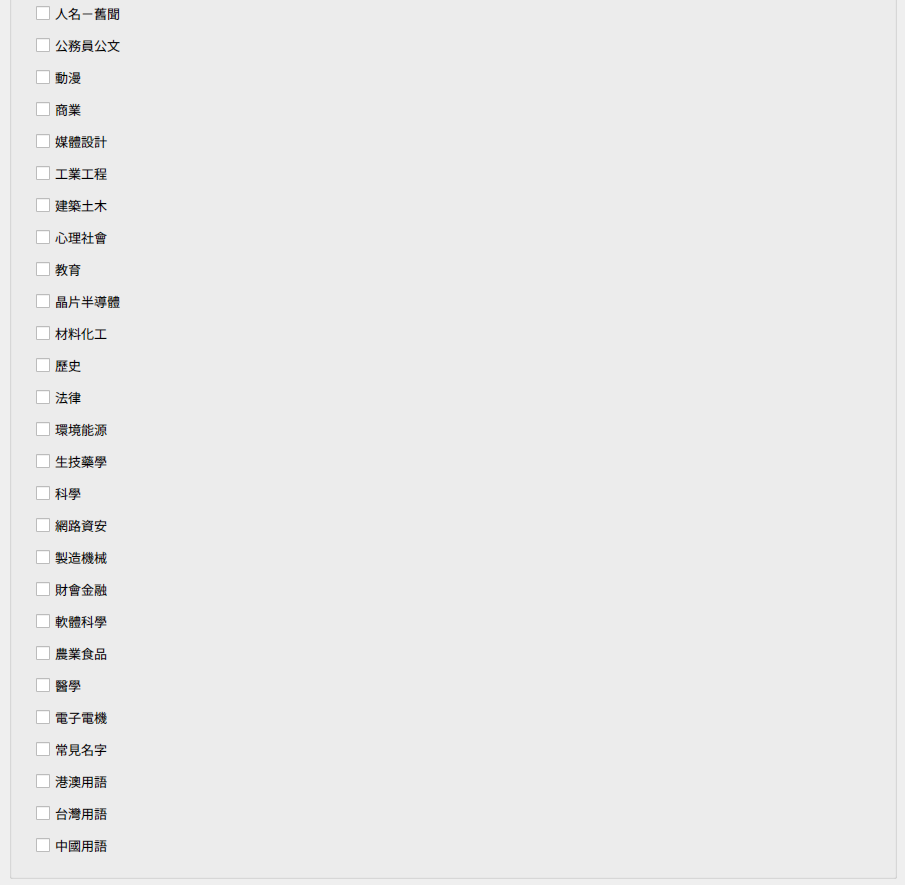 人名－舊聞
公務員公文
動漫
商業
媒體設計
工業工程
建築土木
心理社會
教育
晶片半導體
材料化工
歷史
法律
環境能源
生技藥學
科學
網路資安
製造機械
財會金融
軟體科學
農業食品
醫學
電子電機
常見名字
港澳用語
台灣用語
中國用語